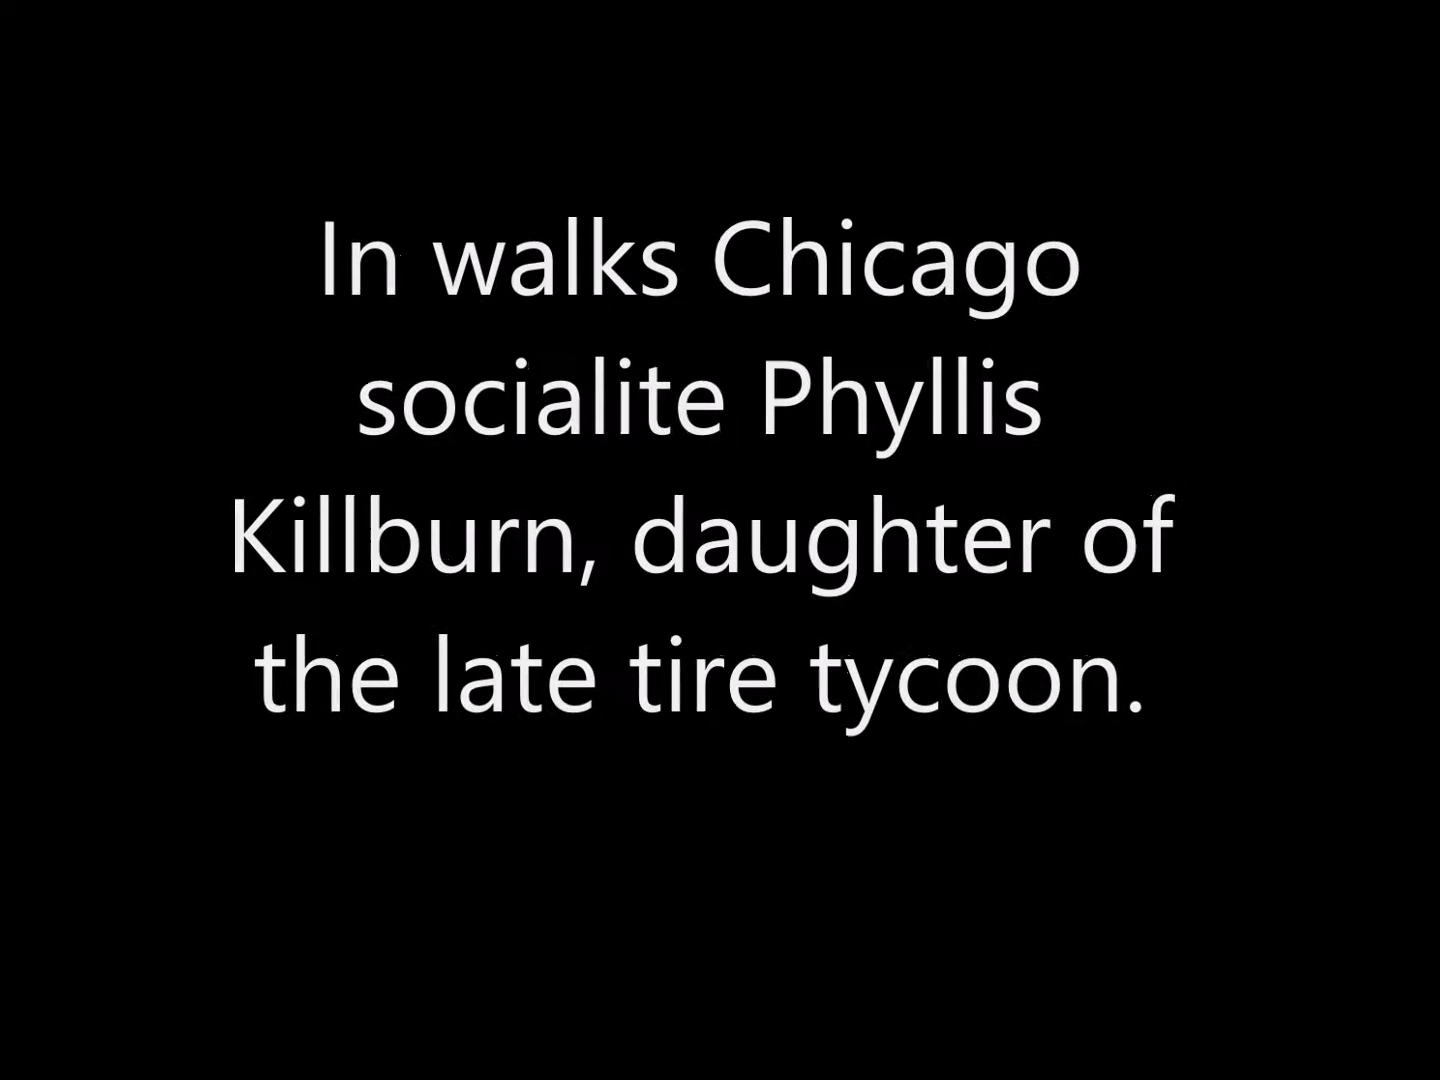 In walks Chicago
socialite Phyllis
Killburn, daughter of
the late tire tycoon.